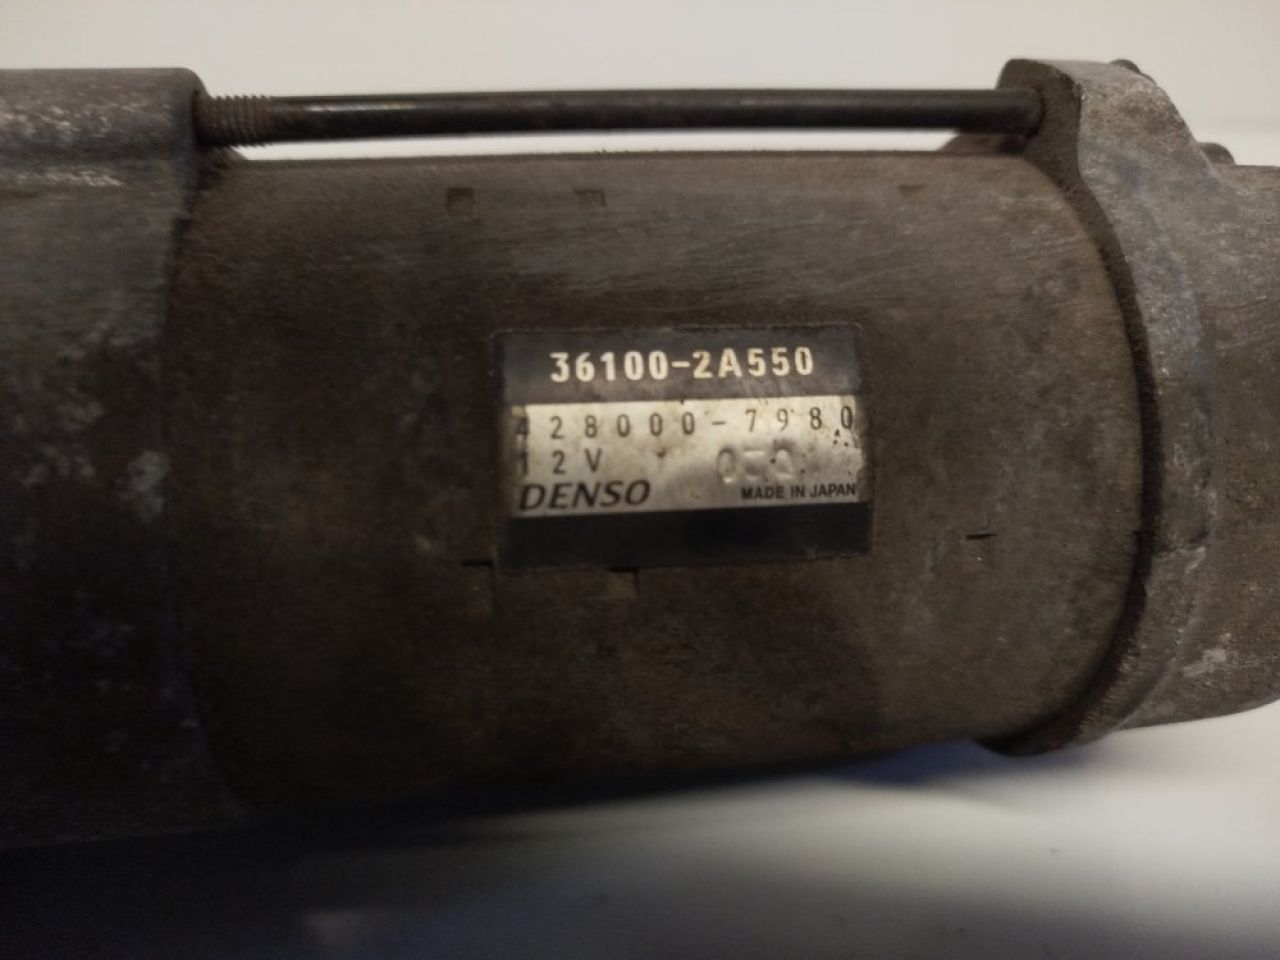 36100-2A550
428000-7980
12V
DENSO MADE IN JAPAN